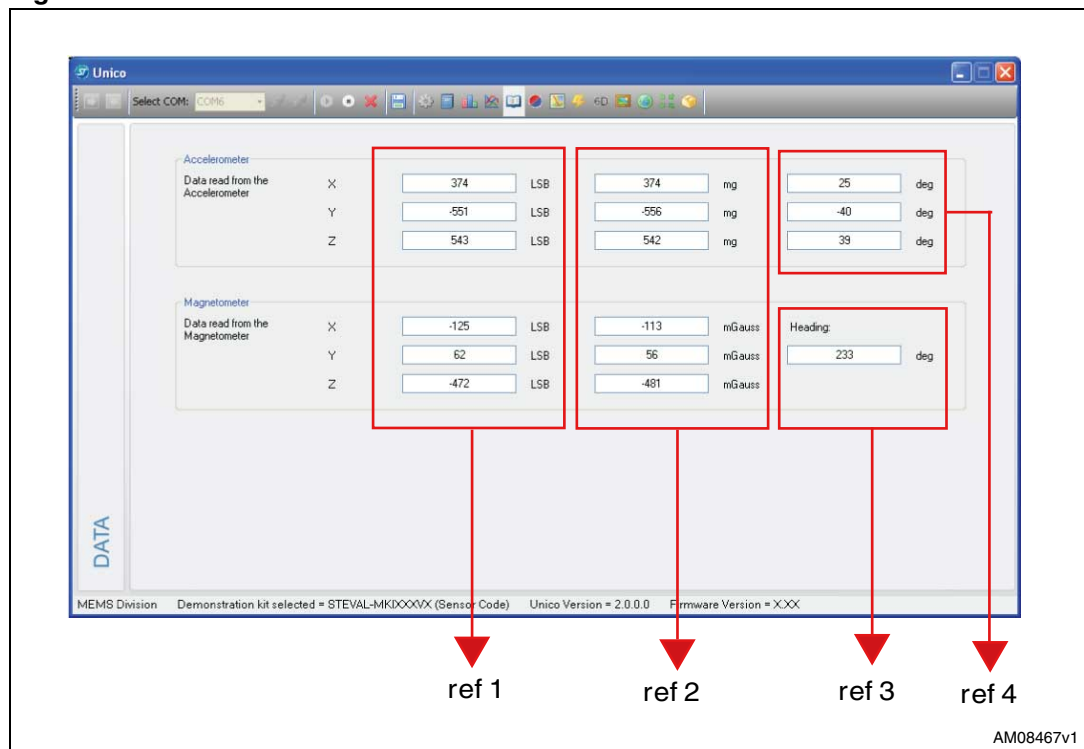 Unico
Select COM: COM6 6D
Accelerometer
Data read from the
Accelerometer
X 374 LSB 374 mg 25 deg
Y -551 LSB -556 mg -40 deg
Z 543 LSB 542 mg 39 deg
Magnetometer
Data read from the
Magnetometer
X -125 LSB -113 mGauss Heading:
Y 62 LSB 56 mGauss 233 deg
Z -472 LSB -481 mGauss
DATA
MEMS Division Demonstration kit selected = STEVAL-MKIXXXVX (Sensor Code) Unico Version = 2.0.0.0 Firmware Version = X.XX
ref 1 ref 2 ref 3 ref 4
AM08467v1